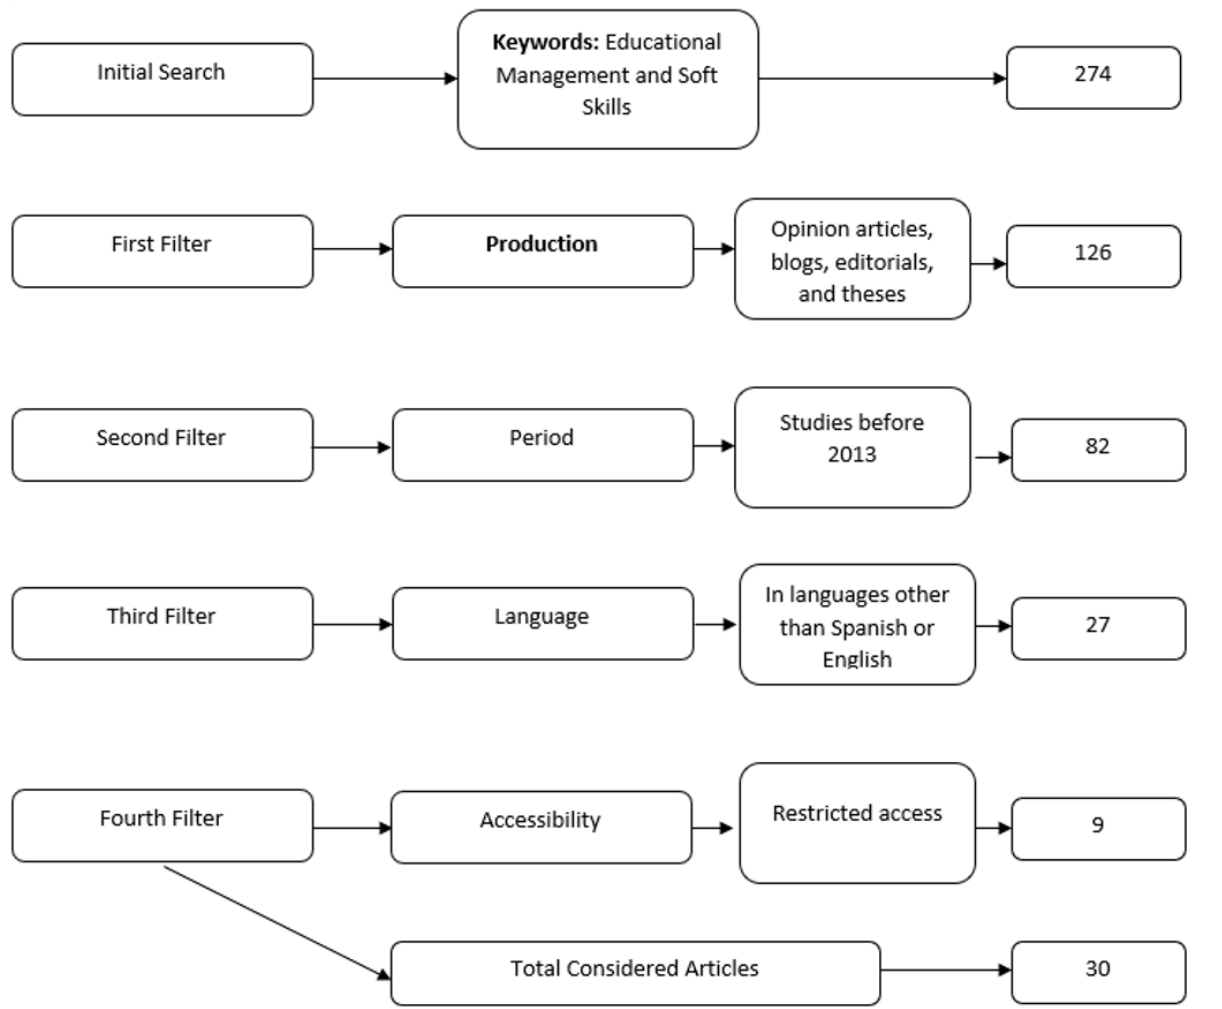 Initial Search
Keywords: Educational
Management and Soft
Skills
274
First Filter
Production
Opinion articles,
blogs, editorials,
and theses
126
Second Filter
Period
Studies before
2013
82
Third Filter
Language
In languages other
than Spanish or
English
27
Fourth Filter
Accessibility
Restricted access
9
Total Considered Articles
30